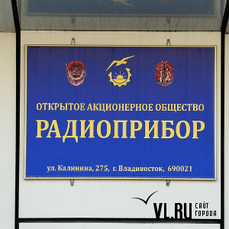 ОТКРЫТОЕ АКЦИОНЕРНОЕ ОБЩЕСТВО
РАДИОПРИБОР
ул. Калинина, 275, г. Владивосток, 690021
VL.RU САЙТ
ГОРОДА